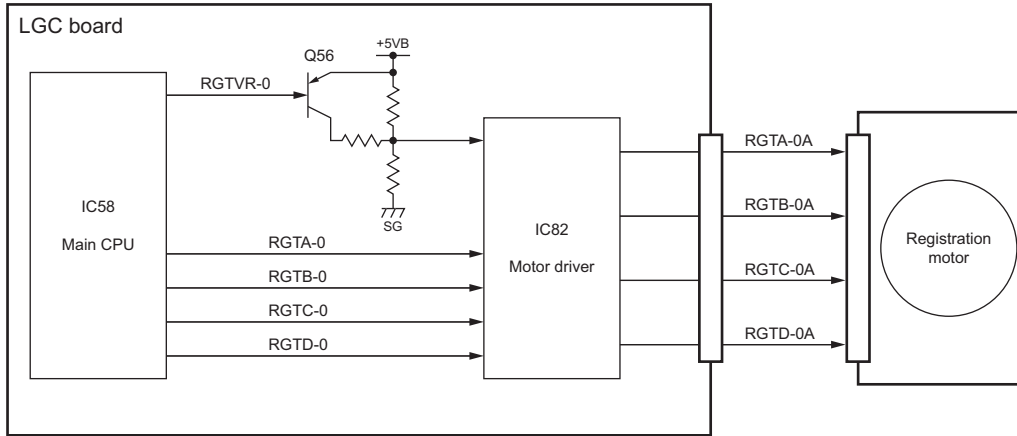 LGC board
+5VB
Q56
RGTVR-0
RGTA-0A
RGTB-0A
IC58
Main CPU
SG
IC82
Motor driver
Registration
motor
RGTA-0
RGTB-0
RGTC-0A
RGTC-0
RGTD-0
RGTD-0A